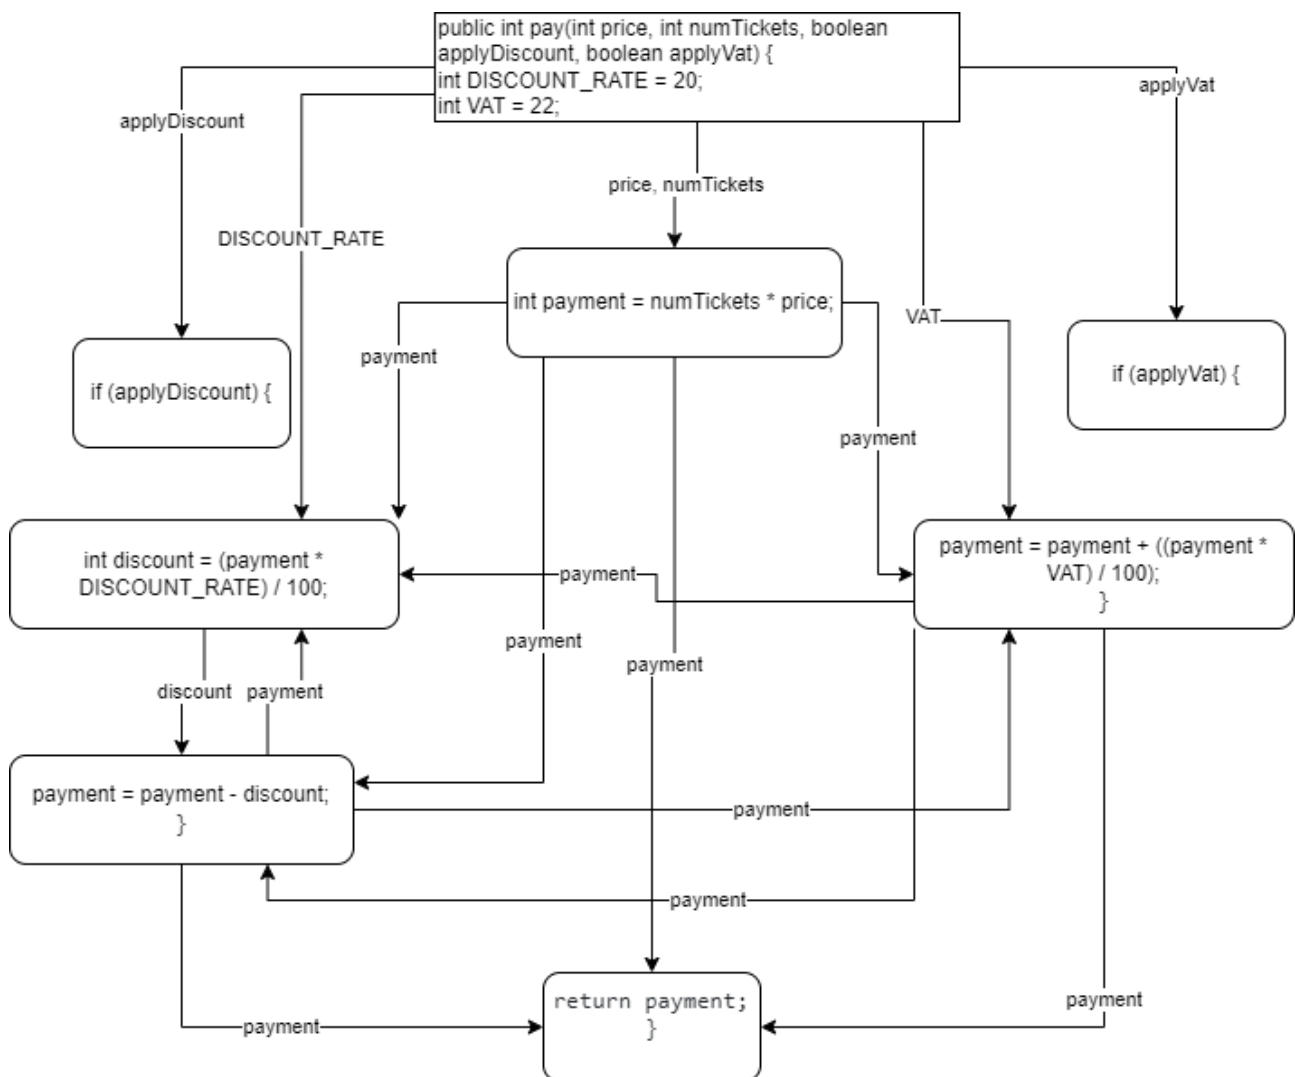 public int pay(int price, int numTickets, boolean
applyDiscount, boolean applyVat) {
int DISCOUNT_RATE = 20;
int VAT = 22;
applyVat
applyDiscount
price, numTickets
DISCOUNT_RATE
int payment = numTickets * price;
VAT
payment
if (applyDiscount) {
if (applyVat) {
payment
int discount = (payment *
DISCOUNT_RATE) / 100;
payment
payment = payment + ((payment *
VAT) / 100);
}
payment
payment
discount
payment
payment = payment - discount;
}
payment
payment
return payment;
}
payment
payment